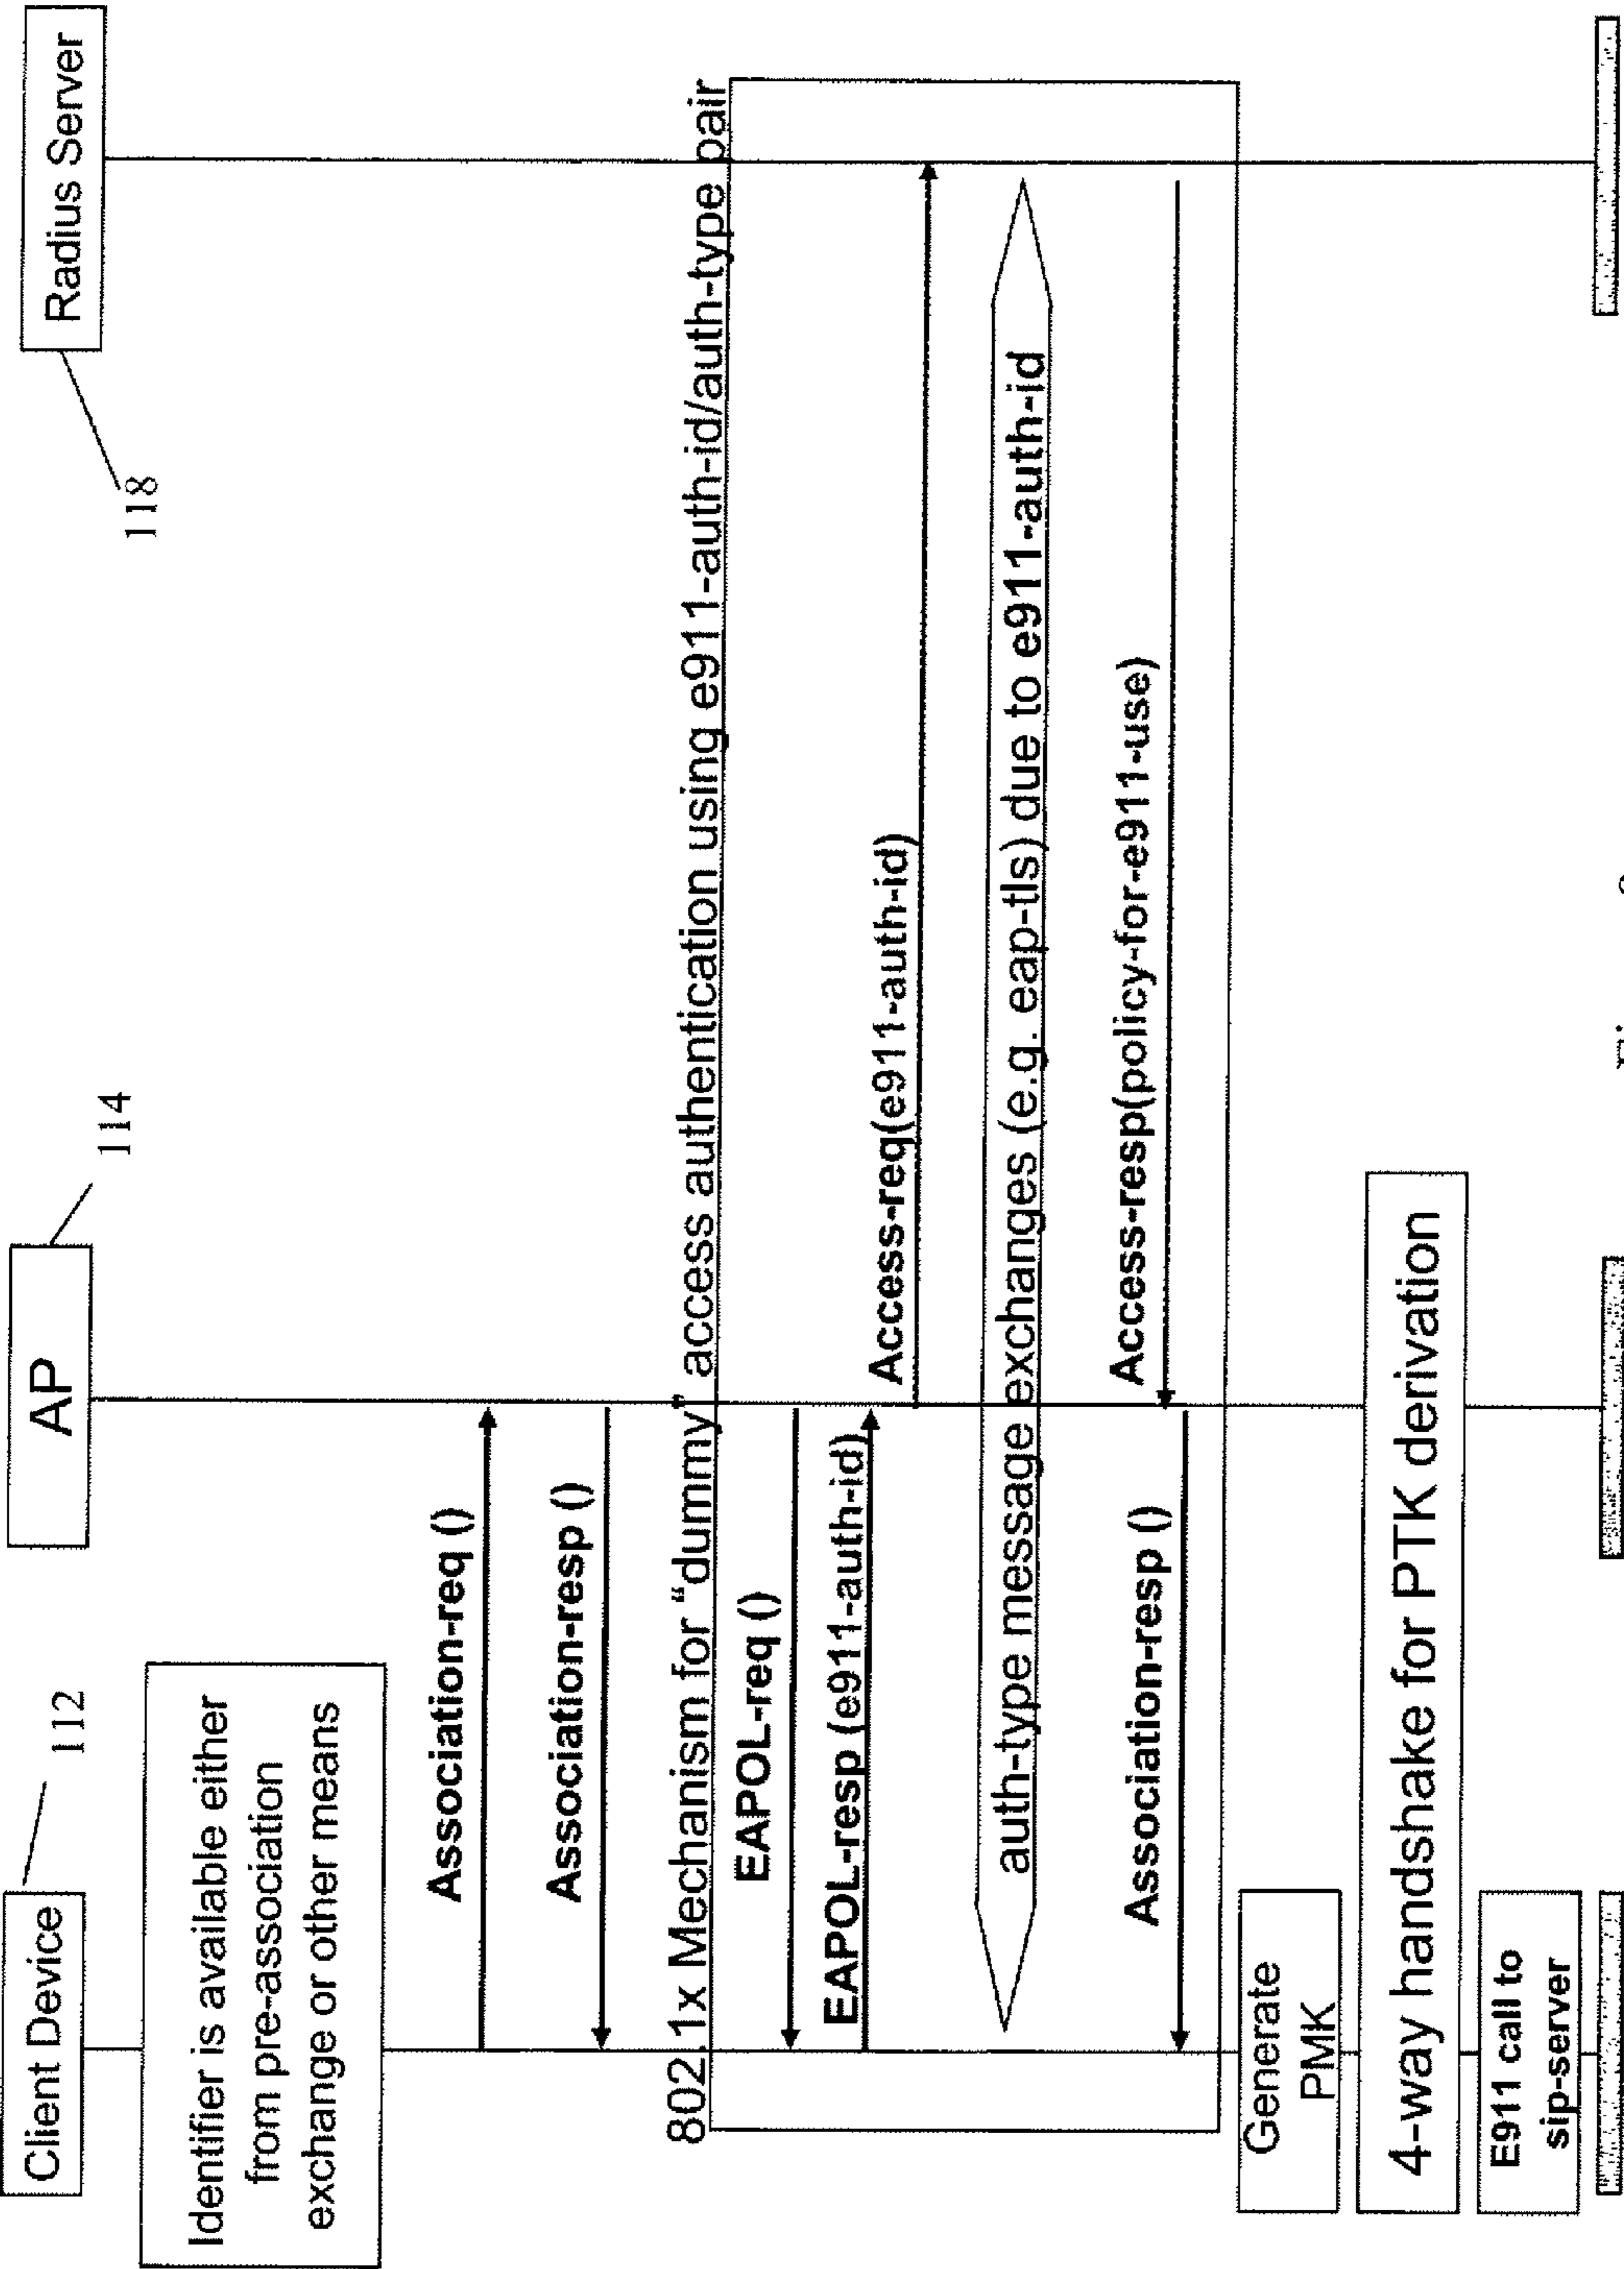 Client Device
112
AP
114
Radius Server
118
Identifier is available either
from pre-association
exchange or other means
Association-req ()
Association-resp ()
802.1x Mechanism for “dummy” access authentication using e911-auth-id/auth-type pair
EAPOL-req ()
EAPOL-resp (e911-auth-id)
Access-req(e911-auth-id)
auth-type message exchanges (e.g. eap-tls) due to e911-auth-id
Access-resp(policy-for-e911-use)
Association-resp ()
Generate
PMK
4-way handshake for PTK derivation
E911 call to
sip-server